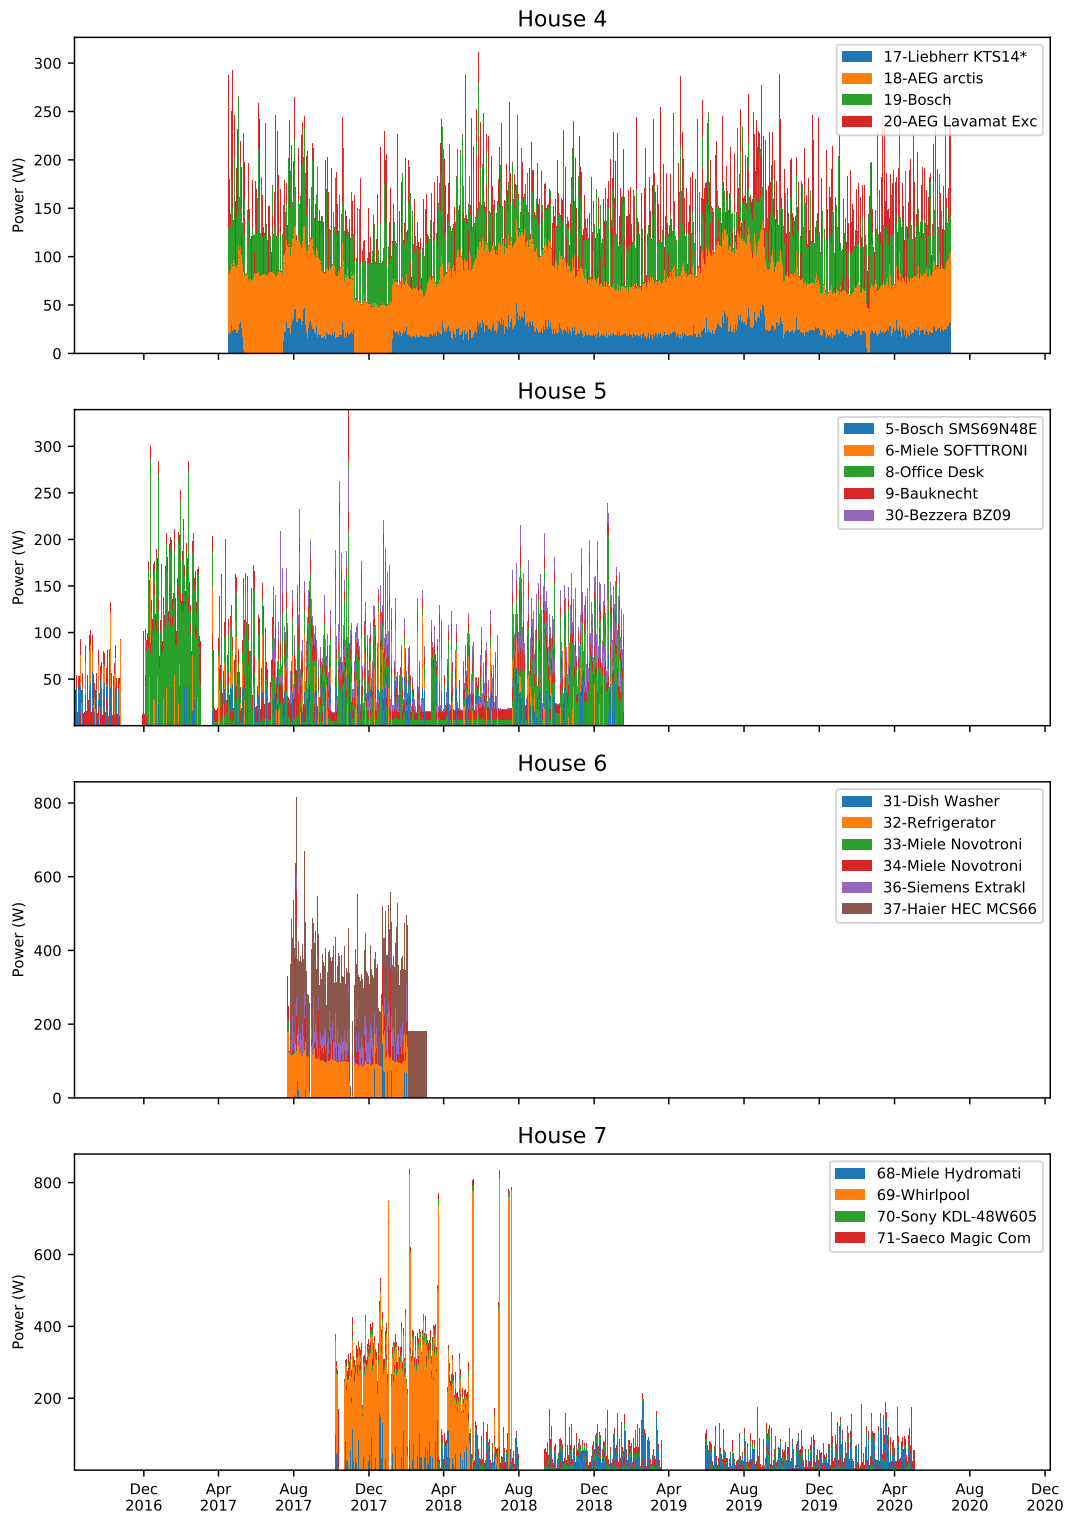 House 4
300
250
200
150
100
50
0
Power (W)
17-Liebherr KTS14*
18-AEG arctis
19-Bosch
20-AEG Lavamat Exc
House 5
300
250
200
150
100
50
Power (W)
5-Bosch SMS69N48E
6-Miele SOFTTRONI
8-Office Desk
9-Bauknecht
30-Bezzera BZ09
House 6
800
600
400
200
0
Power (W)
31-Dish Washer
32-Refrigerator
33-Miele Novotroni
34-Miele Novotroni
36-Siemens Extrakl
37-Haier HEC MCS66
House 7
800
600
400
200
Power (W)
68-Miele Hydromati
69-Whirlpool
70-Sony KDL-48W605
71-Saeco Magic Com
Dec Apr Aug Dec Apr Aug Dec Apr Aug Dec Apr Aug Dec
2016 2017 2017 2017 2018 2018 2018 2019 2019 2019 2020 2020 2020